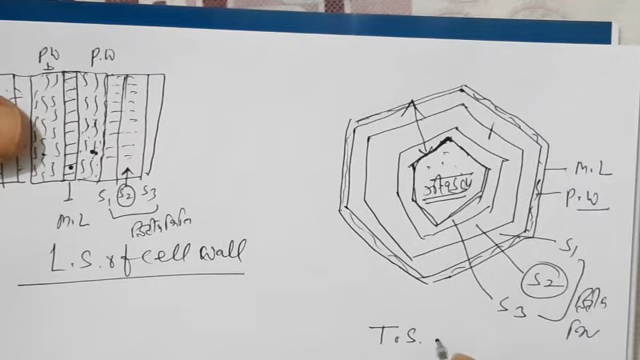 P.W P.W
S1 S2 S3
M.L
L.S. of cell wall
M.L
P.W
S1
S2
S3
T.S.